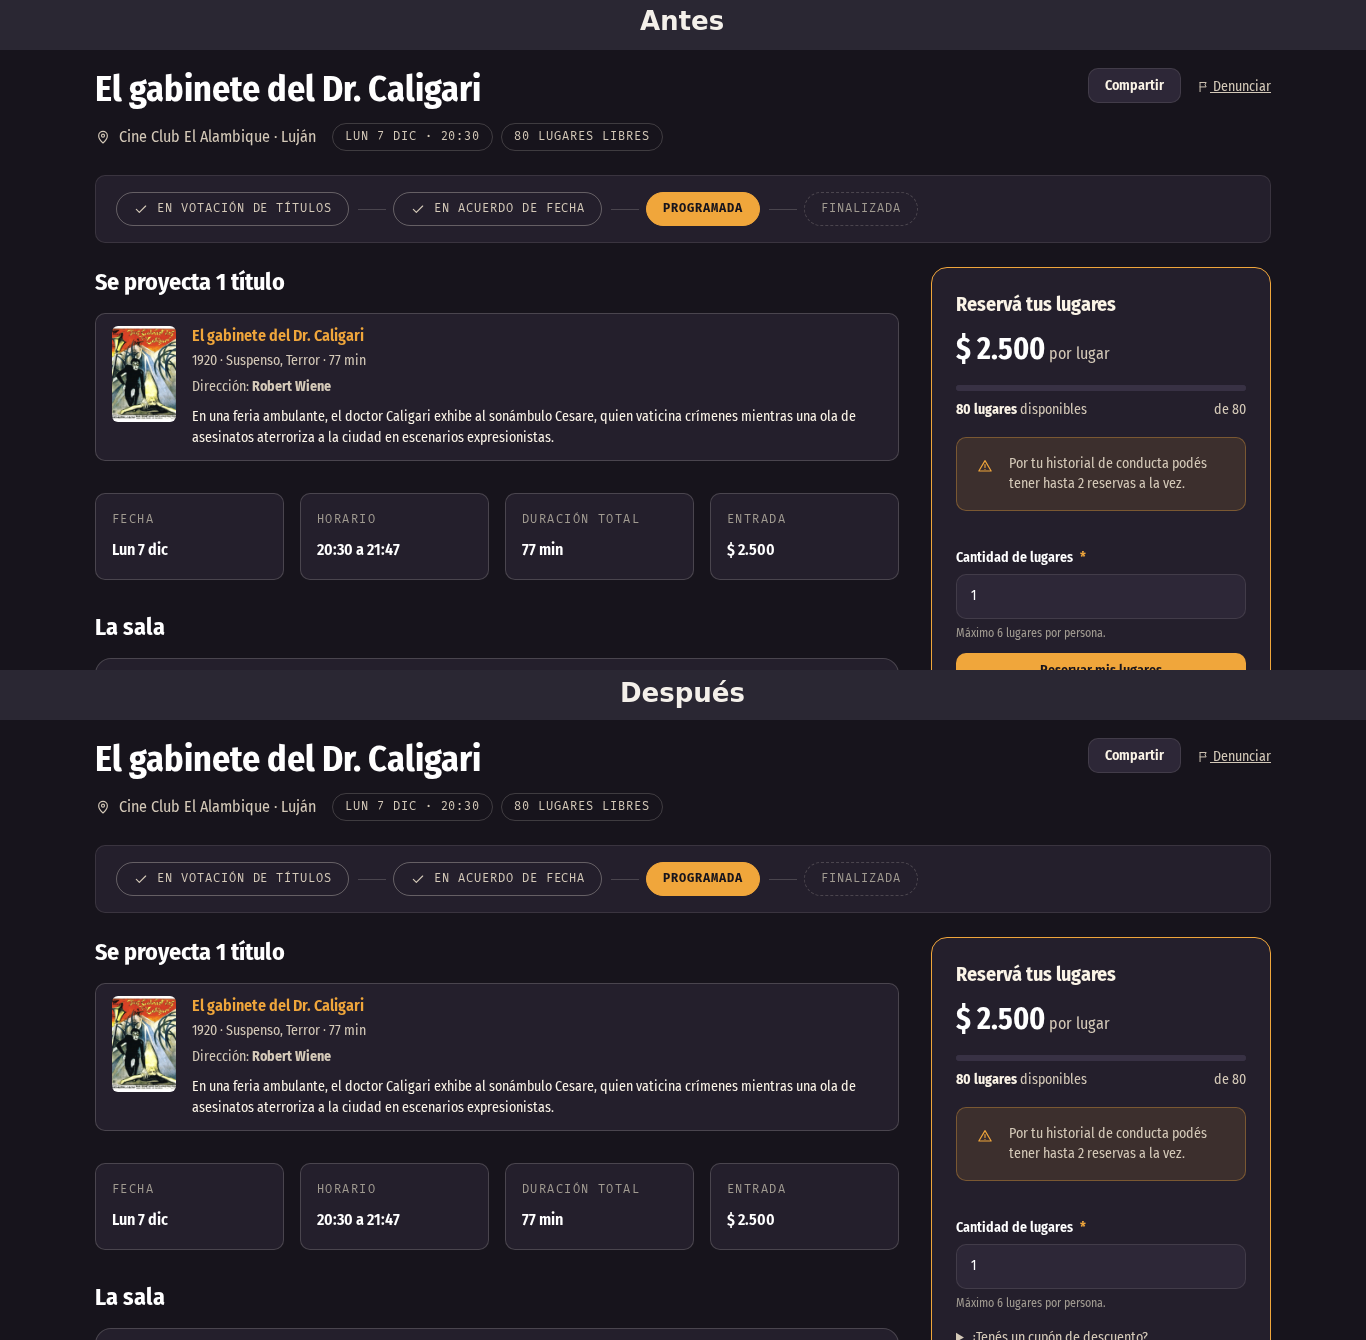 Antes
El gabinete del Dr. Caligari
Compartir
Denunciar
Cine Club El Alambique · Luján
LUN 7 DIC · 20:30
80 LUGARES LIBRES
EN VOTACIÓN DE TÍTULOS
EN ACUERDO DE FECHA
PROGRAMADA
FINALIZADA
Se proyecta 1 título
El gabinete del Dr. Caligari
1920 · Suspenso, Terror · 77 min
Dirección: Robert Wiene
En una feria ambulante, el doctor Caligari exhibe al sonámbulo Cesare, quien vaticina crímenes mientras una ola de
asesinatos aterroriza a la ciudad en escenarios expresionistas.
FECHA
Lun 7 dic
HORARIO
20:30 a 21:47
DURACIÓN TOTAL
77 min
ENTRADA
$ 2.500
La sala
Reservá tus lugares
$ 2.500 por lugar
80 lugares disponibles
de 80
Por tu historial de conducta podés
tener hasta 2 reservas a la vez.
Cantidad de lugares *
1
Máximo 6 lugares por persona.
Reservar mis lugares
Después
El gabinete del Dr. Caligari
Compartir
Denunciar
Cine Club El Alambique · Luján
LUN 7 DIC · 20:30
80 LUGARES LIBRES
EN VOTACIÓN DE TÍTULOS
EN ACUERDO DE FECHA
PROGRAMADA
FINALIZADA
Se proyecta 1 título
El gabinete del Dr. Caligari
1920 · Suspenso, Terror · 77 min
Dirección: Robert Wiene
En una feria ambulante, el doctor Caligari exhibe al sonámbulo Cesare, quien vaticina crímenes mientras una ola de
asesinatos aterroriza a la ciudad en escenarios expresionistas.
FECHA
Lun 7 dic
HORARIO
20:30 a 21:47
DURACIÓN TOTAL
77 min
ENTRADA
$ 2.500
La sala
Reservá tus lugares
$ 2.500 por lugar
80 lugares disponibles
de 80
Por tu historial de conducta podés
tener hasta 2 reservas a la vez.
Cantidad de lugares *
1
Máximo 6 lugares por persona.
¿Tenés un cupón de descuento?